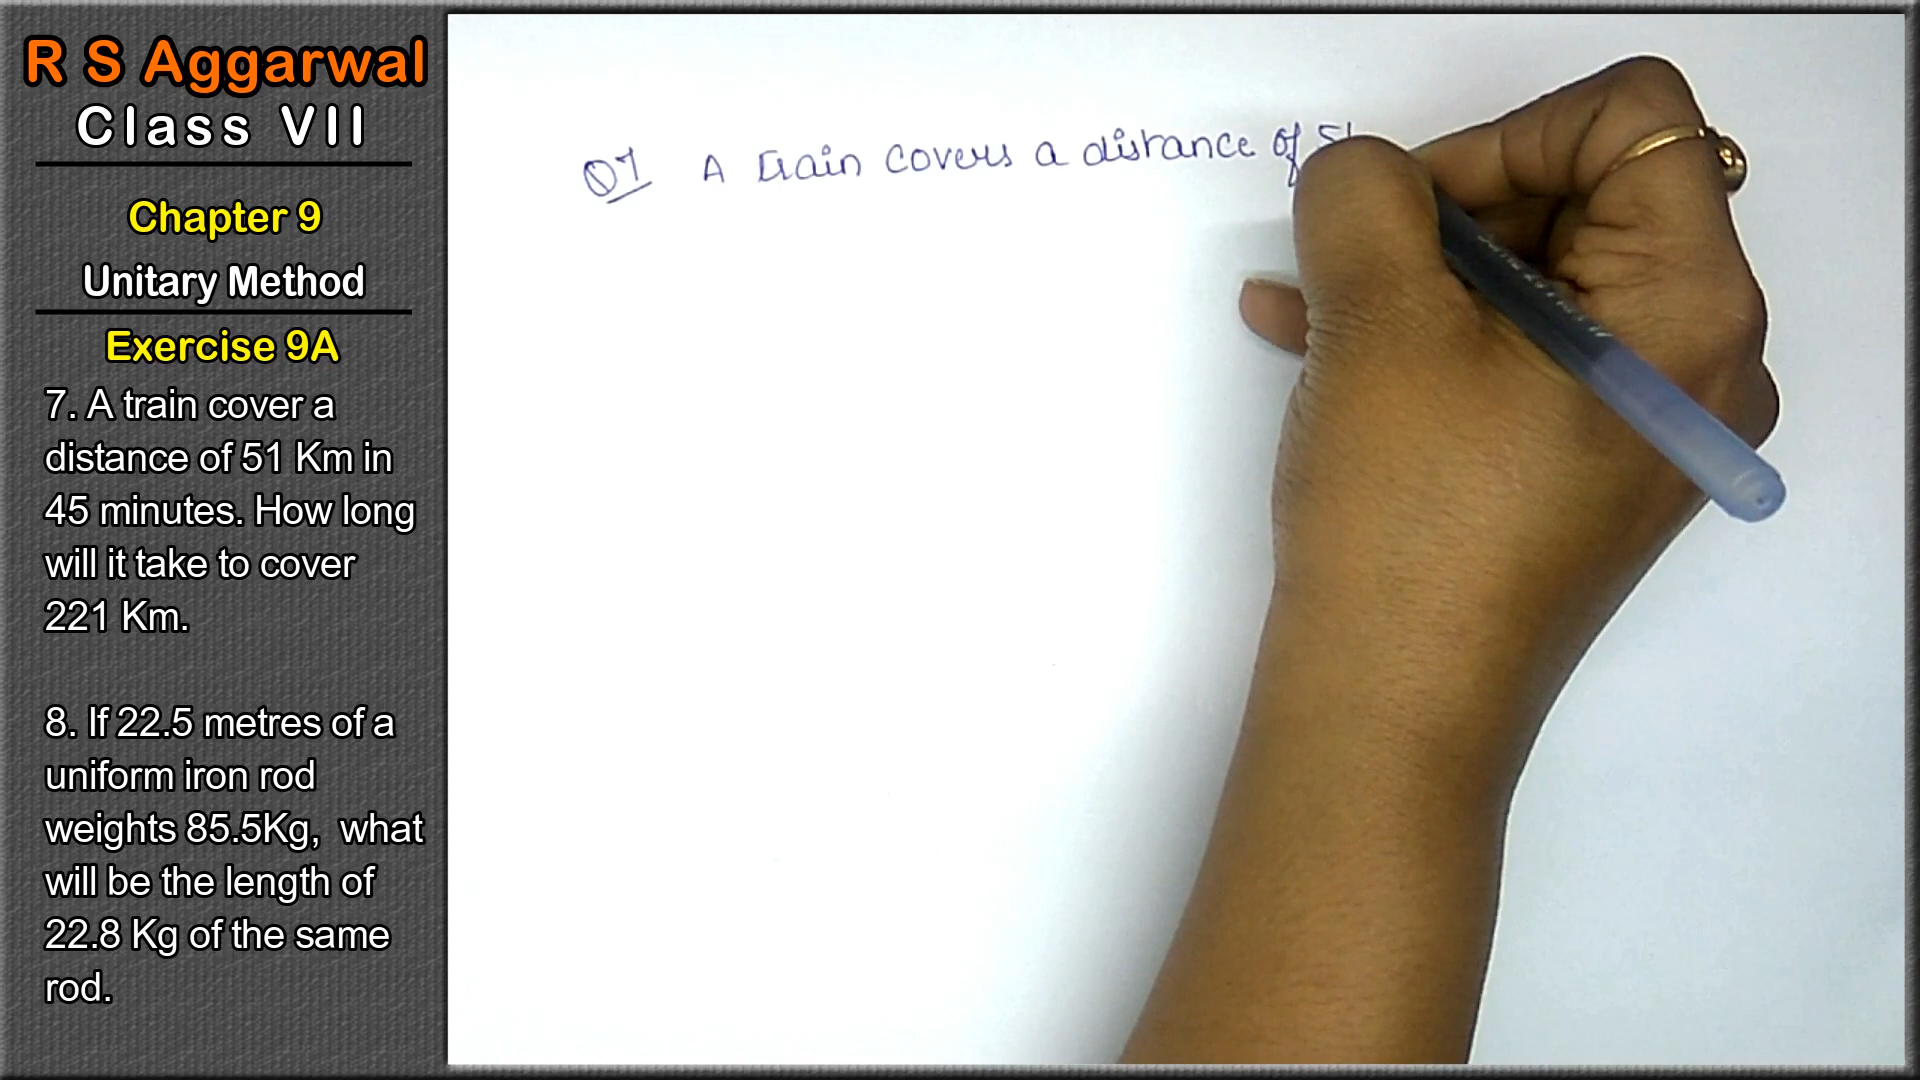 R S Aggarwal
Class VII
Chapter 9
Unitary Method
Exercise 9A
7. A train cover a
distance of 51 Km in
45 minutes. How long
will it take to cover
221 Km.
8. If 22.5 metres of a
uniform iron rod
weights 85.5Kg, what
will be the length of
22.8 Kg of the same
rod.
Q7 A train covers a distance of 51